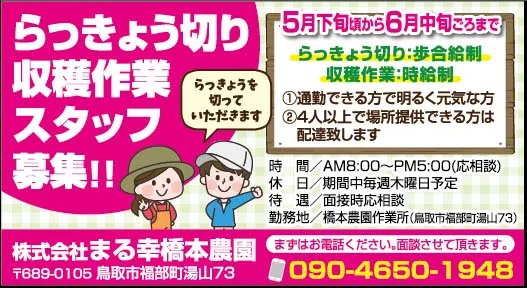 らっきょう切り
収穫作業
スタッフ
募集!!
らっきょうを
切って
いただきます
5月下旬頃から6月中旬ごろまで
らっきょう切り:歩合給制
収穫作業:時給制
①通勤できる方で明るく元気な方
②4人以上で場所提供できる方は
配達致します
時 間／AM8:00～PM5:00(応相談)
休 日／期間中毎週木曜日予定
待 遇／面接時応相談
勤務地／橋本農園作業所(鳥取市福部町湯山73)
株式会社まる幸橋本農園
〒689-0105 鳥取市福部町湯山73
まずはお電話ください。面談させて頂きます。
090-4650-1948